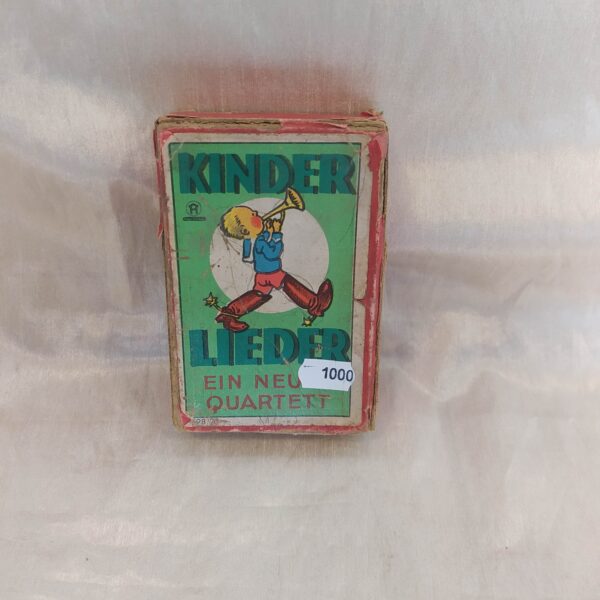 KINDER
LIEDER
EIN NEU
1000
QUARTETT